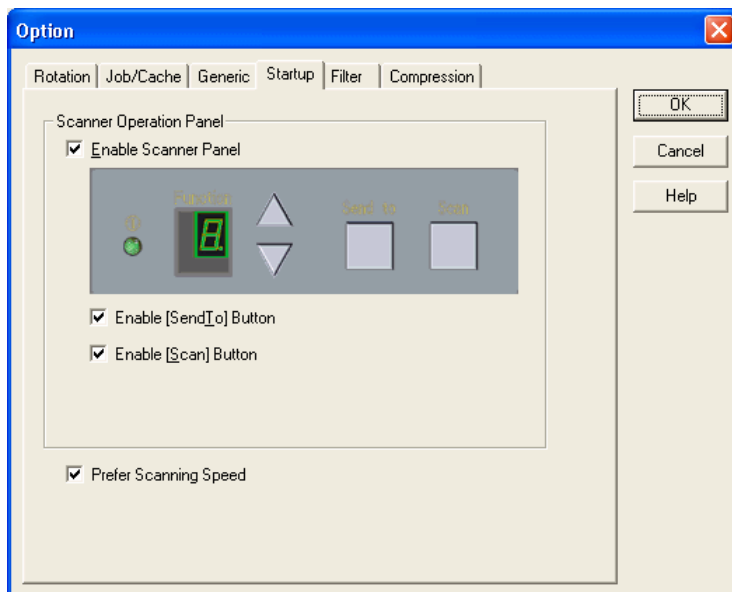 Option
Rotation Job/Cache Generic Startup Filter Compression
OK
Cancel
Help
Scanner Operation Panel
Enable Scanner Panel
Function
Send to Scan
8.
Enable [SendTo] Button
Enable [Scan] Button
Prefer Scanning Speed